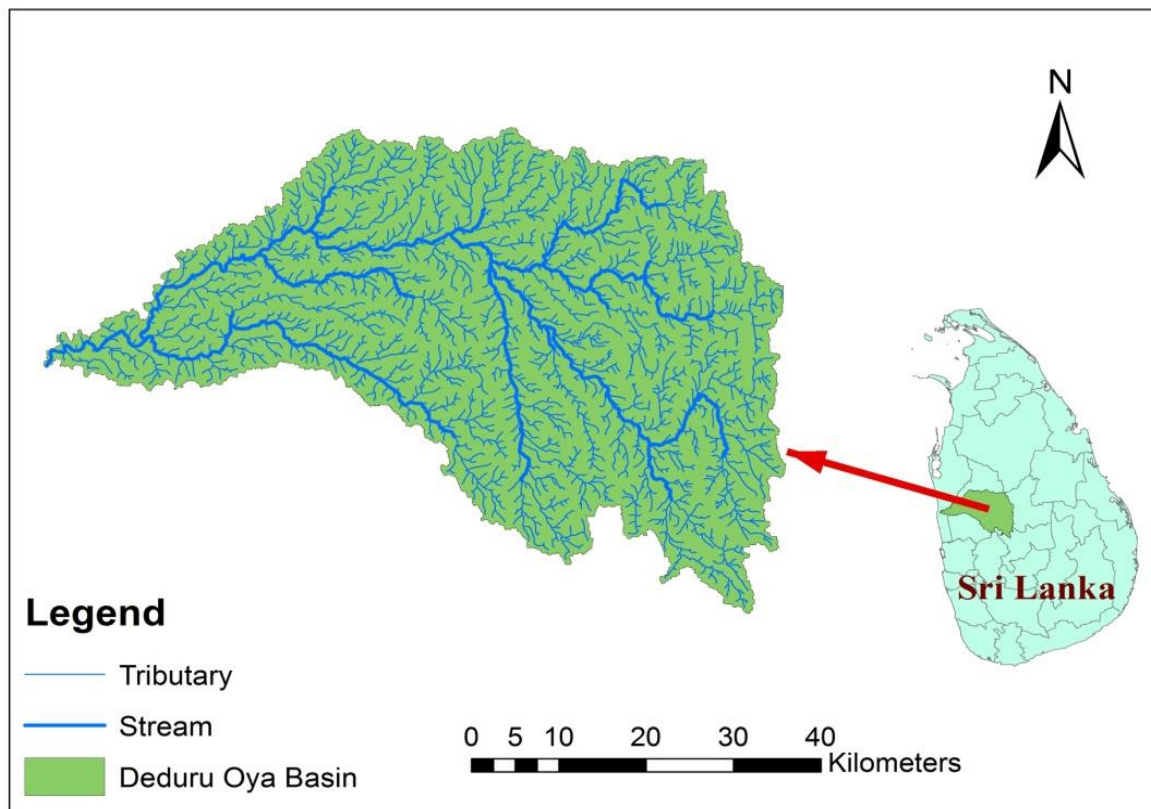 N
Sri Lanka
Legend
Tributary
Stream
Deduru Oya Basin
0 5 10 20 30 40
Kilometers